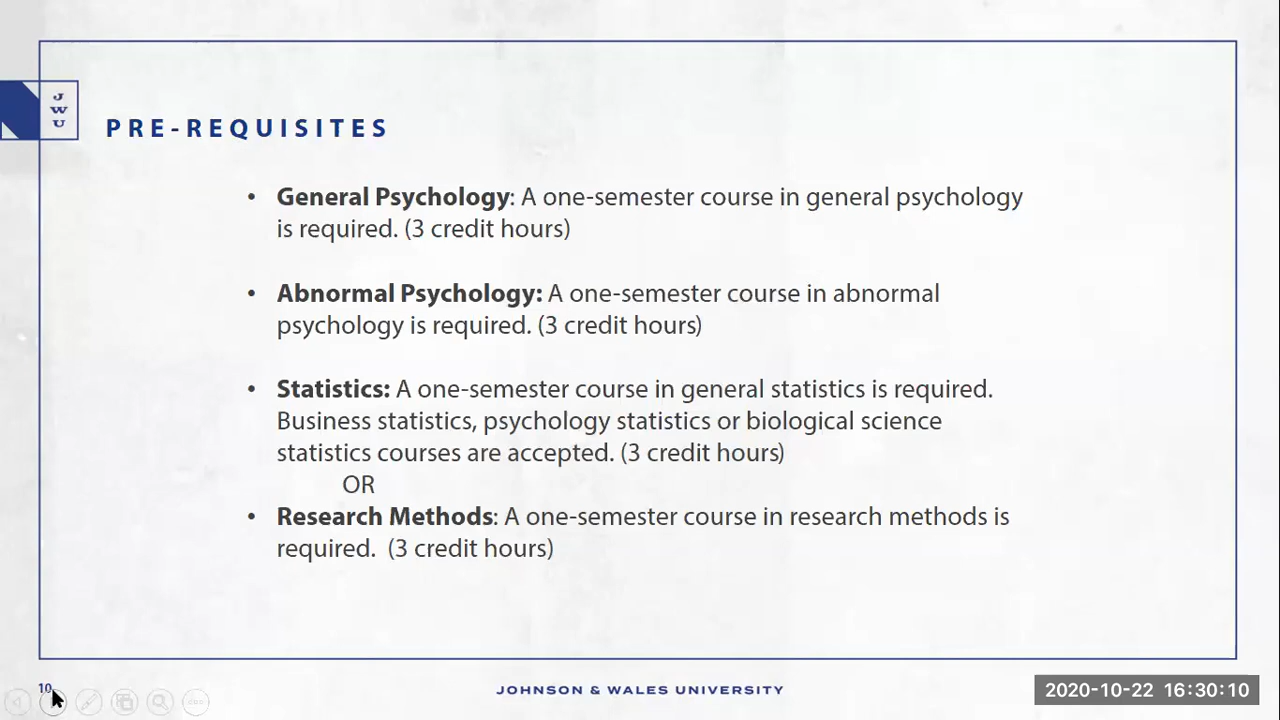 J
W
U
PRE-REQUISITES
• General Psychology: A one-semester course in general psychology
is required. (3 credit hours)
• Abnormal Psychology: A one-semester course in abnormal
psychology is required. (3 credit hours)
• Statistics: A one-semester course in general statistics is required.
Business statistics, psychology statistics or biological science
statistics courses are accepted. (3 credit hours)
OR
• Research Methods: A one-semester course in research methods is
required.  (3 credit hours)
10
JOHNSON & WALES UNIVERSITY
2020-10-22 16:30:10